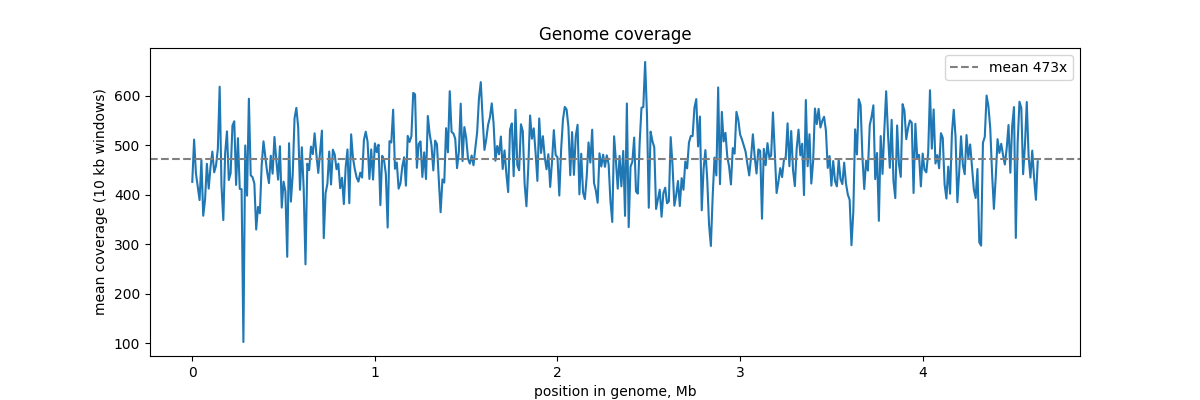 Genome coverage
mean 473x
mean coverage (10 kb windows)
600
500
400
300
200
100
0 1 2 3 4
position in genome, Mb